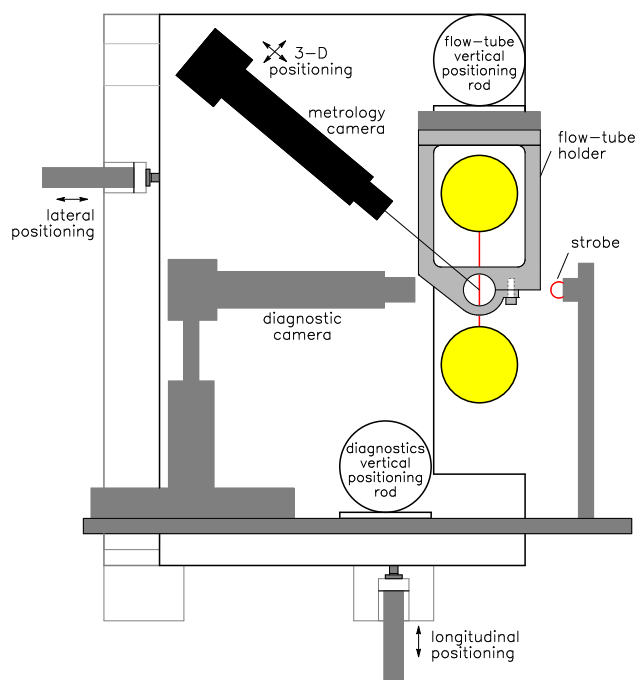 flow-tube
vertical
positioning
rod
3-D
positioning
metrology
camera
flow-tube
holder
lateral
positioning
strobe
diagnostic
camera
diagnostics
vertical
positioning
rod
longitudinal
positioning